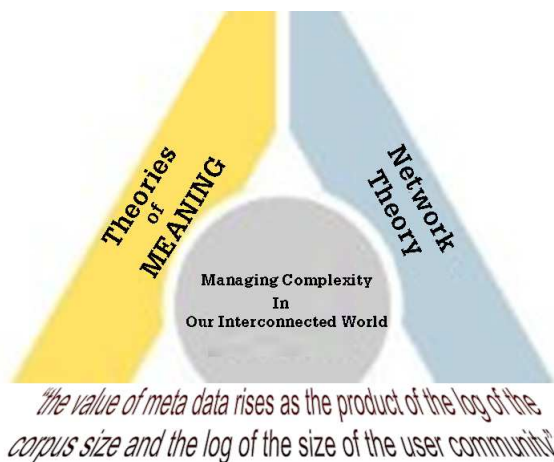 Theories
of
MEANING
Network
Theory
Managing Complexity
In
Our Interconnected World
"the value of meta data rises as the product of the log of the
corpus size and the log of the size of the user community"